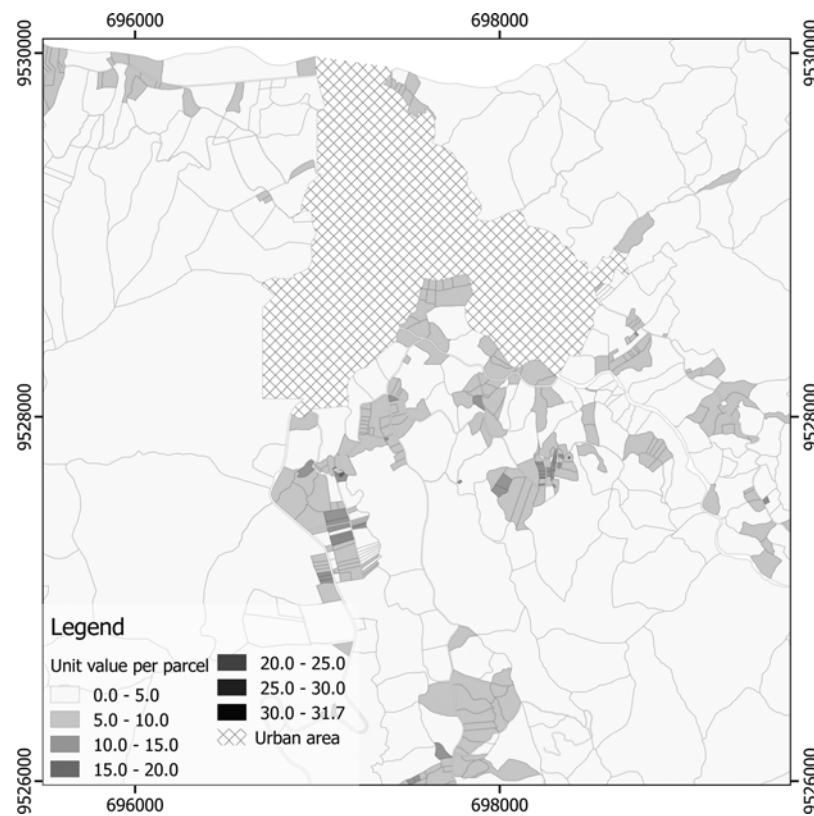 696000 698000
9530000 9530000
9528000 9528000
9526000 9526000
Legend
Unit value per parcel
0.0 - 5.0
5.0 - 10.0
10.0 - 15.0
15.0 - 20.0
20.0 - 25.0
25.0 - 30.0
30.0 - 31.7
Urban area
696000 698000